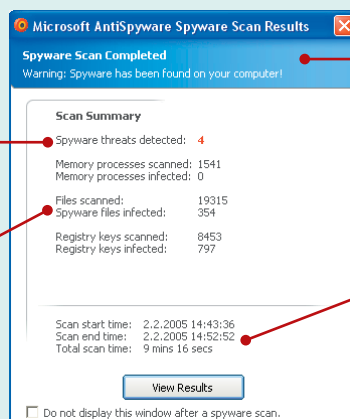 Microsoft AntiSpyware Spyware Scan Results
Spyware Scan Completed
Warning: Spyware has been found on your computer!
Scan Summary
Spyware threats detected: 4
Memory processes scanned: 1541
Memory processes infected: 0
Files scanned: 19315
Spyware files infected: 354
Registry keys scanned: 8453
Registry keys infected: 797
Scan start time: 2.2.2005 14:43:36
Scan end time: 2.2.2005 14:52:52
Total scan time: 9 mins 16 secs
View Results
Do not display this window after a spyware scan.